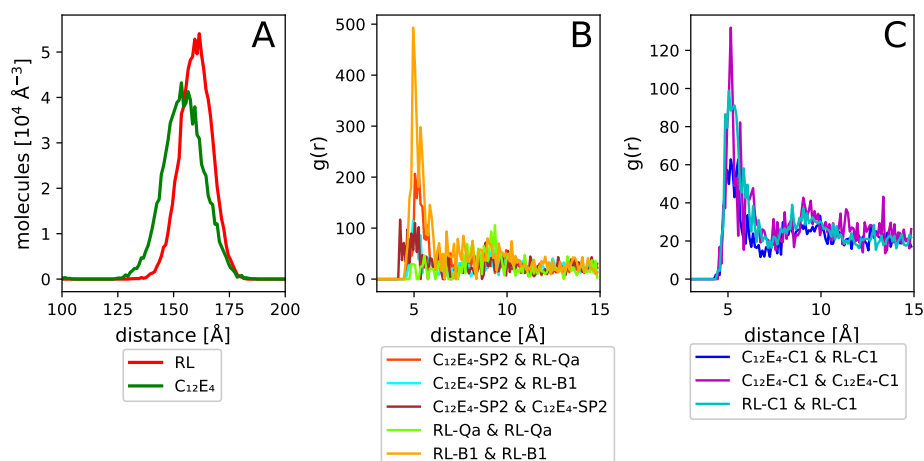 A
molecules [10⁴ Å⁻³]
0
1
2
3
4
5
100
125
150
175
200
distance [Å]
RL
C₁₂E₄
B
g(r)
0
100
200
300
400
500
5
10
15
distance [Å]
C₁₂E₄-SP2 & RL-Qa
C₁₂E₄-SP2 & RL-B1
C₁₂E₄-SP2 & C₁₂E₄-SP2
RL-Qa & RL-Qa
RL-B1 & RL-B1
C
g(r)
0
20
40
60
80
100
120
5
10
15
distance [Å]
C₁₂E₄-C1 & RL-C1
C₁₂E₄-C1 & C₁₂E₄-C1
RL-C1 & RL-C1